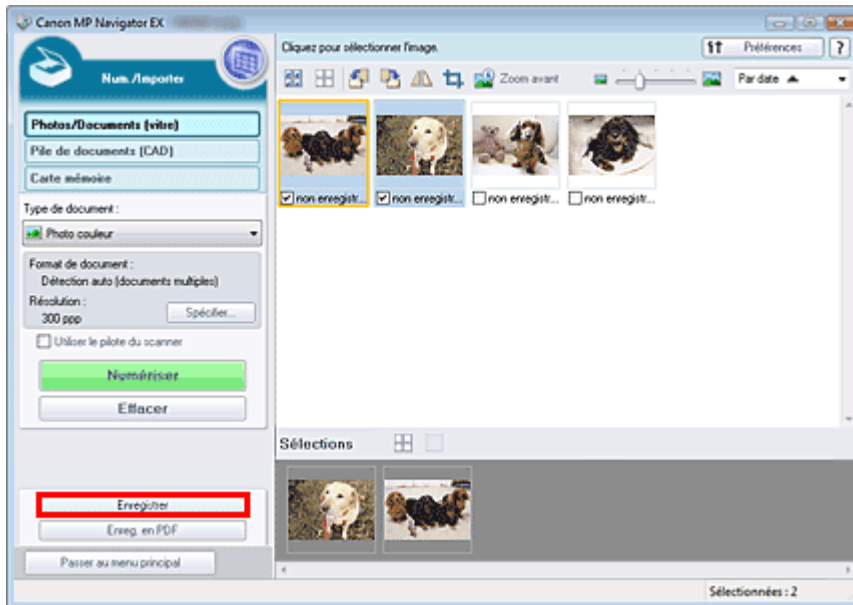 Canon MP Navigator EX
Num./Importer
Photos/Documents (vitre)
Pile de documents (CAD)
Carte mémoire
Type de document :
Photo couleur
Format de document :
Détection auto (documents multiples)
Résolution :
300 ppp
Spécifier...
Utiliser le pilote du scanner
Numériser
Effacer
Enregistrer
Enreg. en PDF
Passer au menu principal
Cliquez pour sélectionner l'image.
Préférences
?
Zoom avant
Par date
non enregistr...
non enregistr...
non enregistr...
non enregistr...
Sélections
Sélectionnées : 2